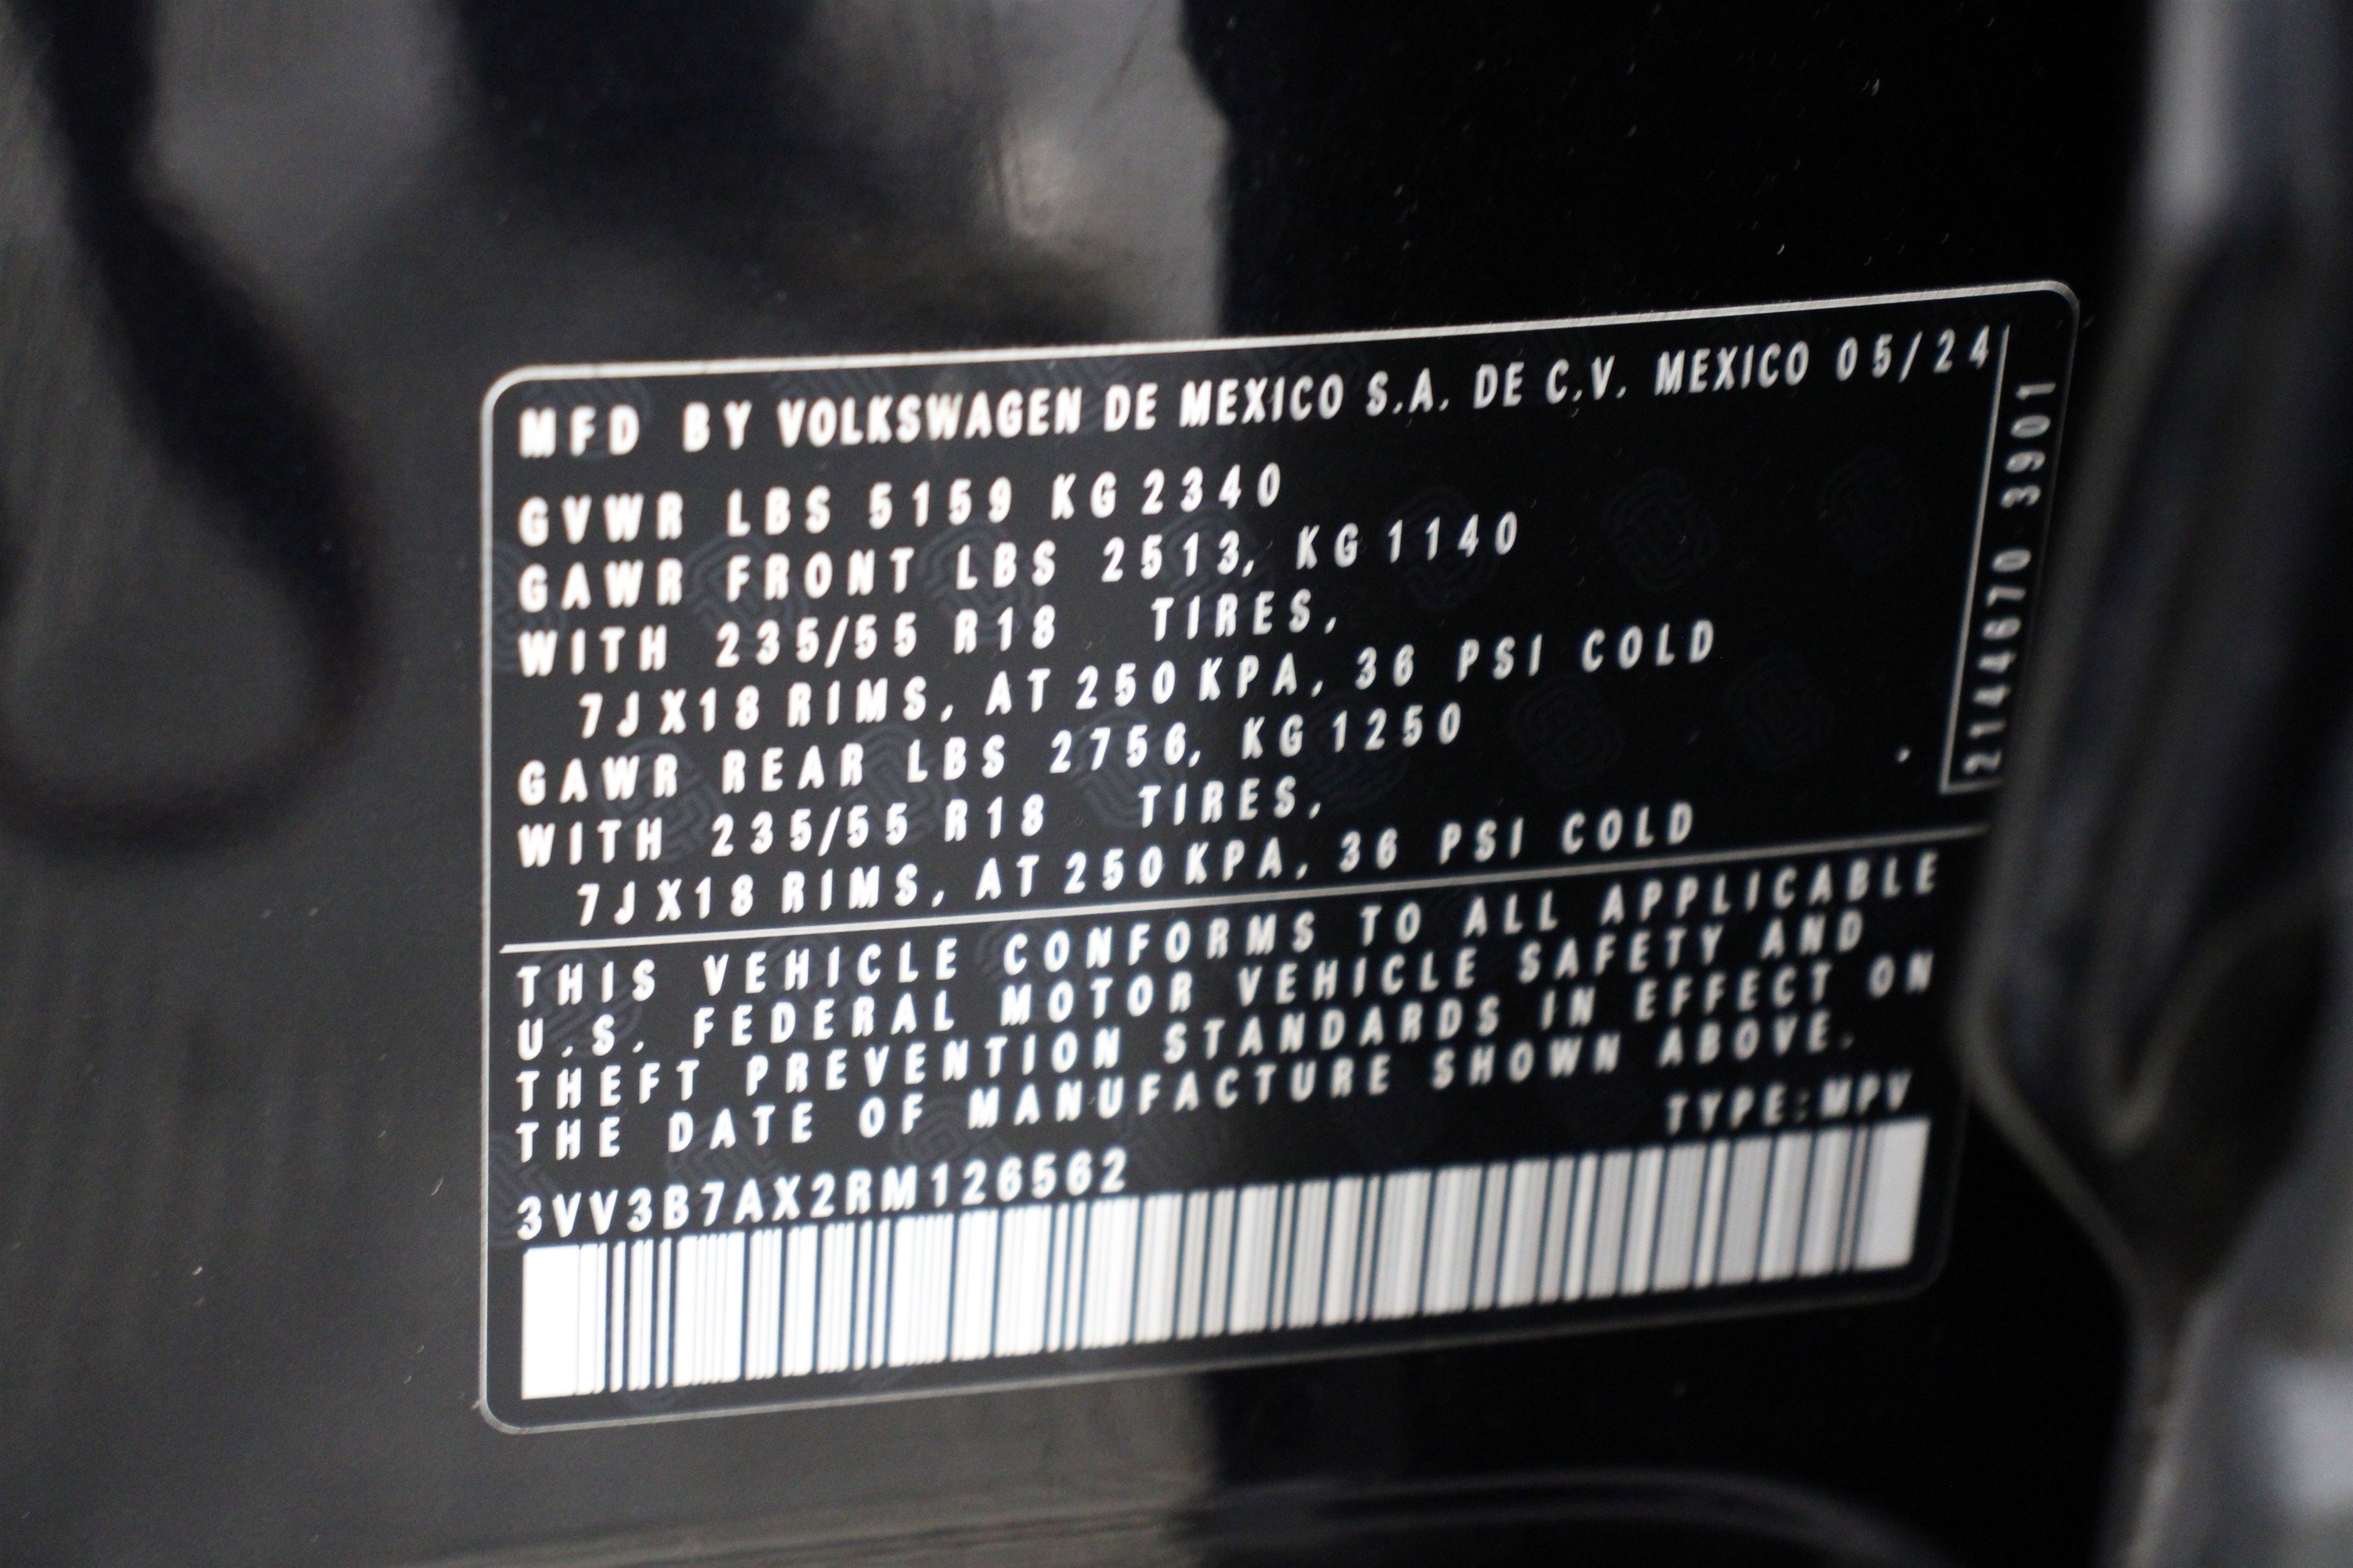 MFD BY VOLKSWAGEN DE MEXICO S.A. DE C.V. MEXICO 05/24
GVWR LBS 5159 KG 2340
GAWR FRONT LBS 2513, KG 1140
WITH 235/55 R18 TIRES,
7JX18 RIMS, AT 250 KPA, 36 PSI COLD
GAWR REAR LBS 2756, KG 1250
WITH 235/55 R18 TIRES,
7JX18 RIMS, AT 250 KPA, 36 PSI COLD
2144670 3901
THIS VEHICLE CONFORMS TO ALL APPLICABLE
U.S. FEDERAL MOTOR VEHICLE SAFETY AND
THEFT PREVENTION STANDARDS IN EFFECT ON
THE DATE OF MANUFACTURE SHOWN ABOVE.
TYPE:MPV
3VV3B7AX2RM126562